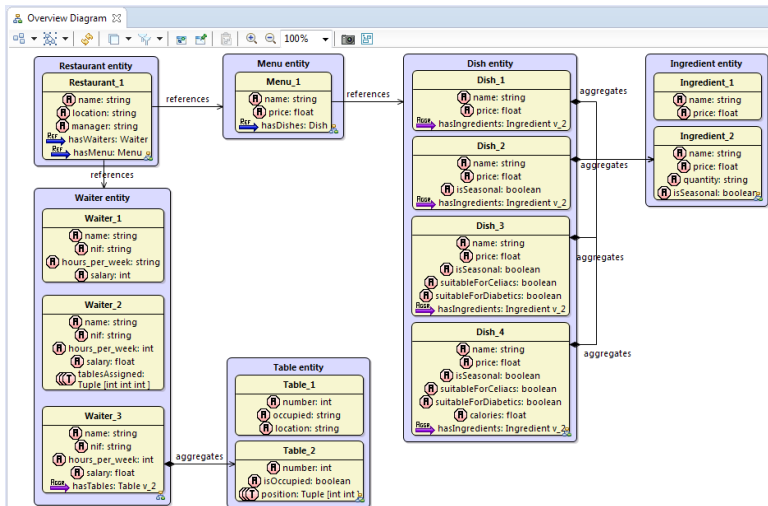 Overview Diagram
100%
Restaurant entity
Restaurant_1
A name: string
A location: string
A manager: string
REF hasWaiters: Waiter
REF hasMenu: Menu
references
references
Menu entity
Menu_1
A name: string
A price: float
REF hasDishes: Dish
references
Dish entity
Dish_1
A name: string
A price: float
AGGR hasIngredients: Ingredient v_2
aggregates
Dish_2
A name: string
A price: float
A isSeasonal: boolean
AGGR hasIngredients: Ingredient v_2
aggregates
Dish_3
A name: string
A price: float
A isSeasonal: boolean
A suitableForCeliacs: boolean
A suitableForDiabetics: boolean
AGGR hasIngredients: Ingredient v_2
aggregates
Dish_4
A name: string
A price: float
A isSeasonal: boolean
A suitableForCeliacs: boolean
A suitableForDiabetics: boolean
A calories: float
AGGR hasIngredients: Ingredient v_2
aggregates
Ingredient entity
Ingredient_1
A name: string
A price: float
Ingredient_2
A name: string
A price: float
A quantity: string
A isSeasonal: boolean
Waiter entity
Waiter_1
A name: string
A nif: string
A hours_per_week: string
A salary: int
Waiter_2
A name: string
A nif: string
A hours_per_week: int
A salary: float
T tablesAssigned:
Tuple [int int int ]
Waiter_3
A name: string
A nif: string
A hours_per_week: int
A salary: float
AGGR hasTables: Table v_2
aggregates
Table entity
Table_1
A number: int
A occupied: string
A location: string
Table_2
A number: int
A isOccupied: boolean
T position: Tuple [int int ]